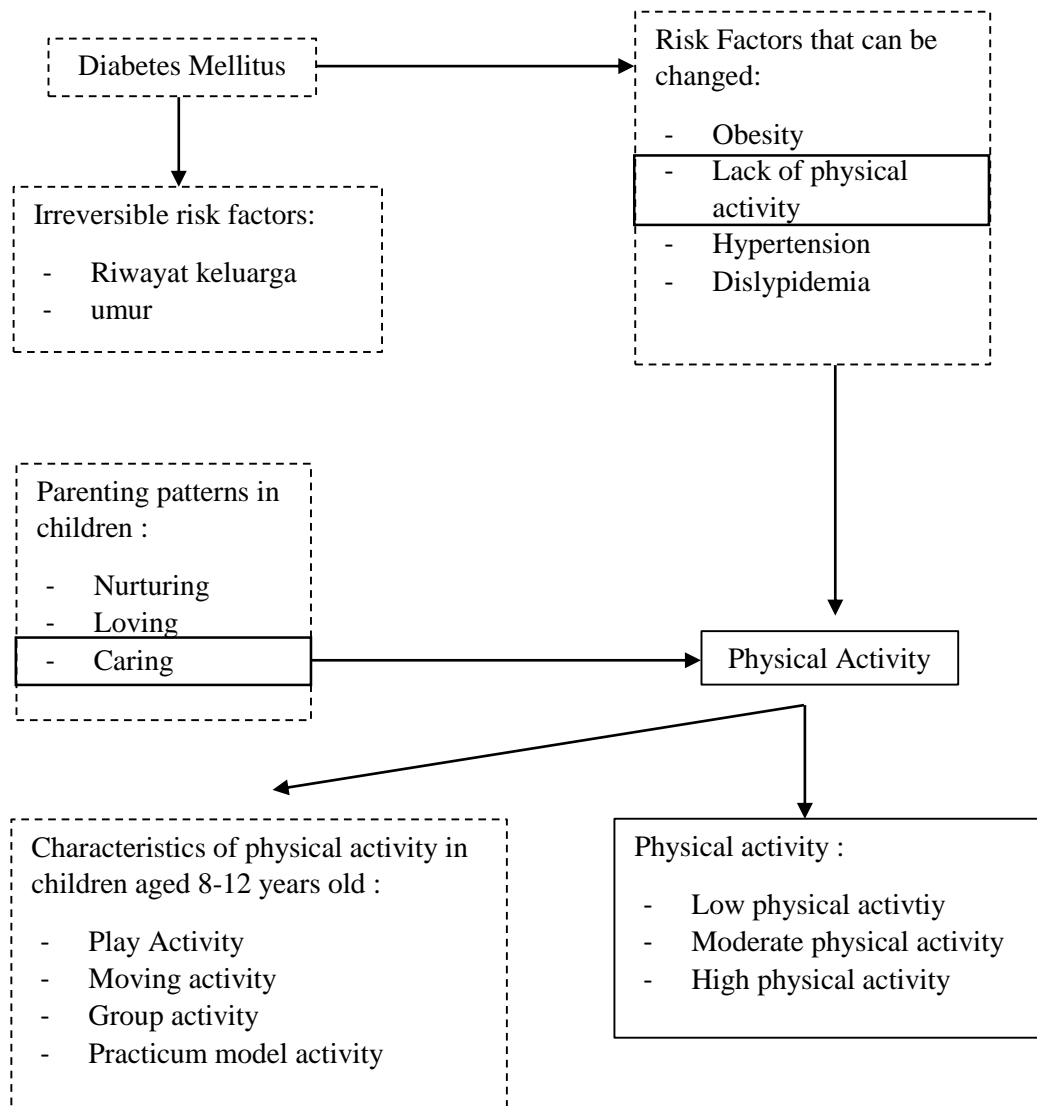 Diabetes Mellitus
Risk Factors that can be
changed:
- Obesity
- Lack of physical
activity
- Hypertension
- Dislypidemia
Irreversible risk factors:
- Riwayat keluarga
- umur
Parenting patterns in
children :
- Nurturing
- Loving
- Caring
Physical Activity
Characteristics of physical activity in
children aged 8-12 years old :
- Play Activity
- Moving activity
- Group activity
- Practicum model activity
Physical activity :
- Low physical activtiy
- Moderate physical activity
- High physical activity